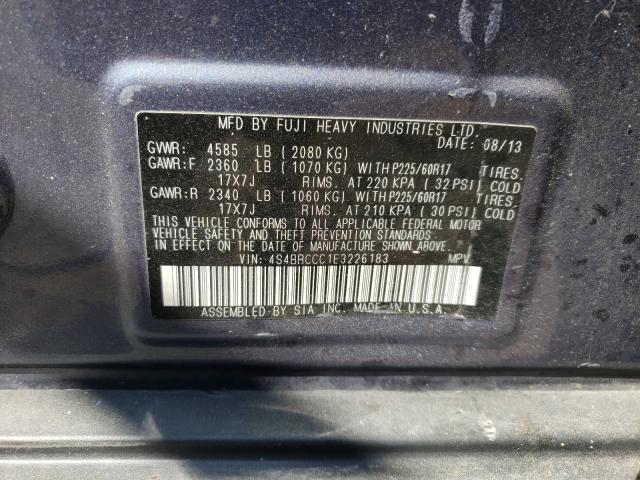 MFD BY FUJI HEAVY INDUSTRIES LTD.
DATE: 08/13
GVWR: 4585 LB ( 2080 KG)
GAWR:F 2360 LB ( 1070 KG) WITH P225/60R17 TIRES.
17X7J RIMS. AT 220 KPA ( 32 PSI) COLD
GAWR:R 2340 LB ( 1060 KG) WITH P225/60R17 TIRES.
17X7J RIMS. AT 210 KPA ( 30 PSI) COLD
THIS VEHICLE CONFORMS TO ALL APPLICABLE FEDERAL MOTOR
VEHICLE SAFETY AND THEFT PREVENTION STANDARDS
IN EFFECT ON THE DATE OF MANUFACTURE SHOWN ABOVE.
VIN: 4S4BRCCC1E3226183 MPV
ASSEMBLED BY SIA INC. MADE IN U.S.A.